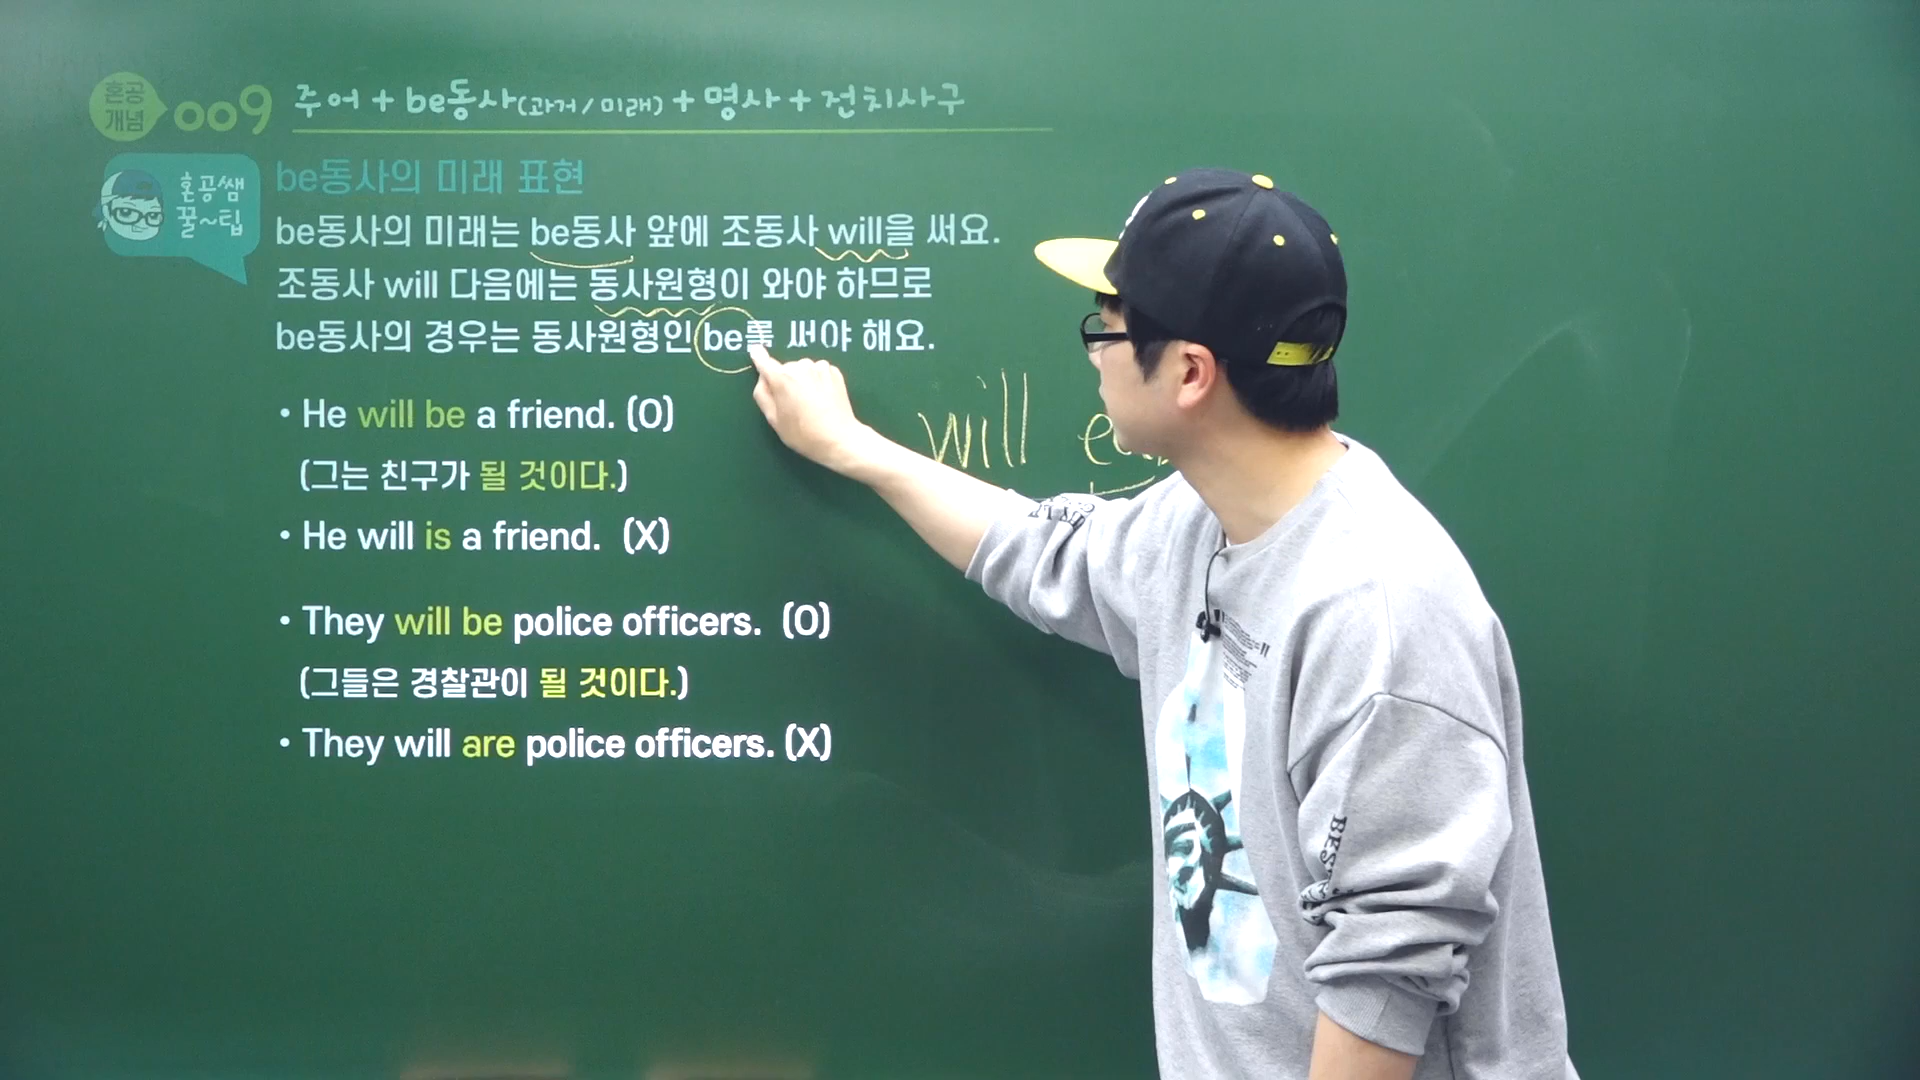 혼공
개념
009 주어 + be동사(과거 / 미래) + 명사 + 전치사구
혼공쌤
꿀~팁
be동사의 미래 표현
be동사의 미래는 be동사 앞에 조동사 will을 써요.
조동사 will 다음에는 동사원형이 와야 하므로
be동사의 경우는 동사원형인 be를 써야 해요.
• He will be a friend. (O)
(그는 친구가 될 것이다.)
• He will is a friend. (X)
• They will be police officers. (O)
(그들은 경찰관이 될 것이다.)
• They will are police officers. (X)
will